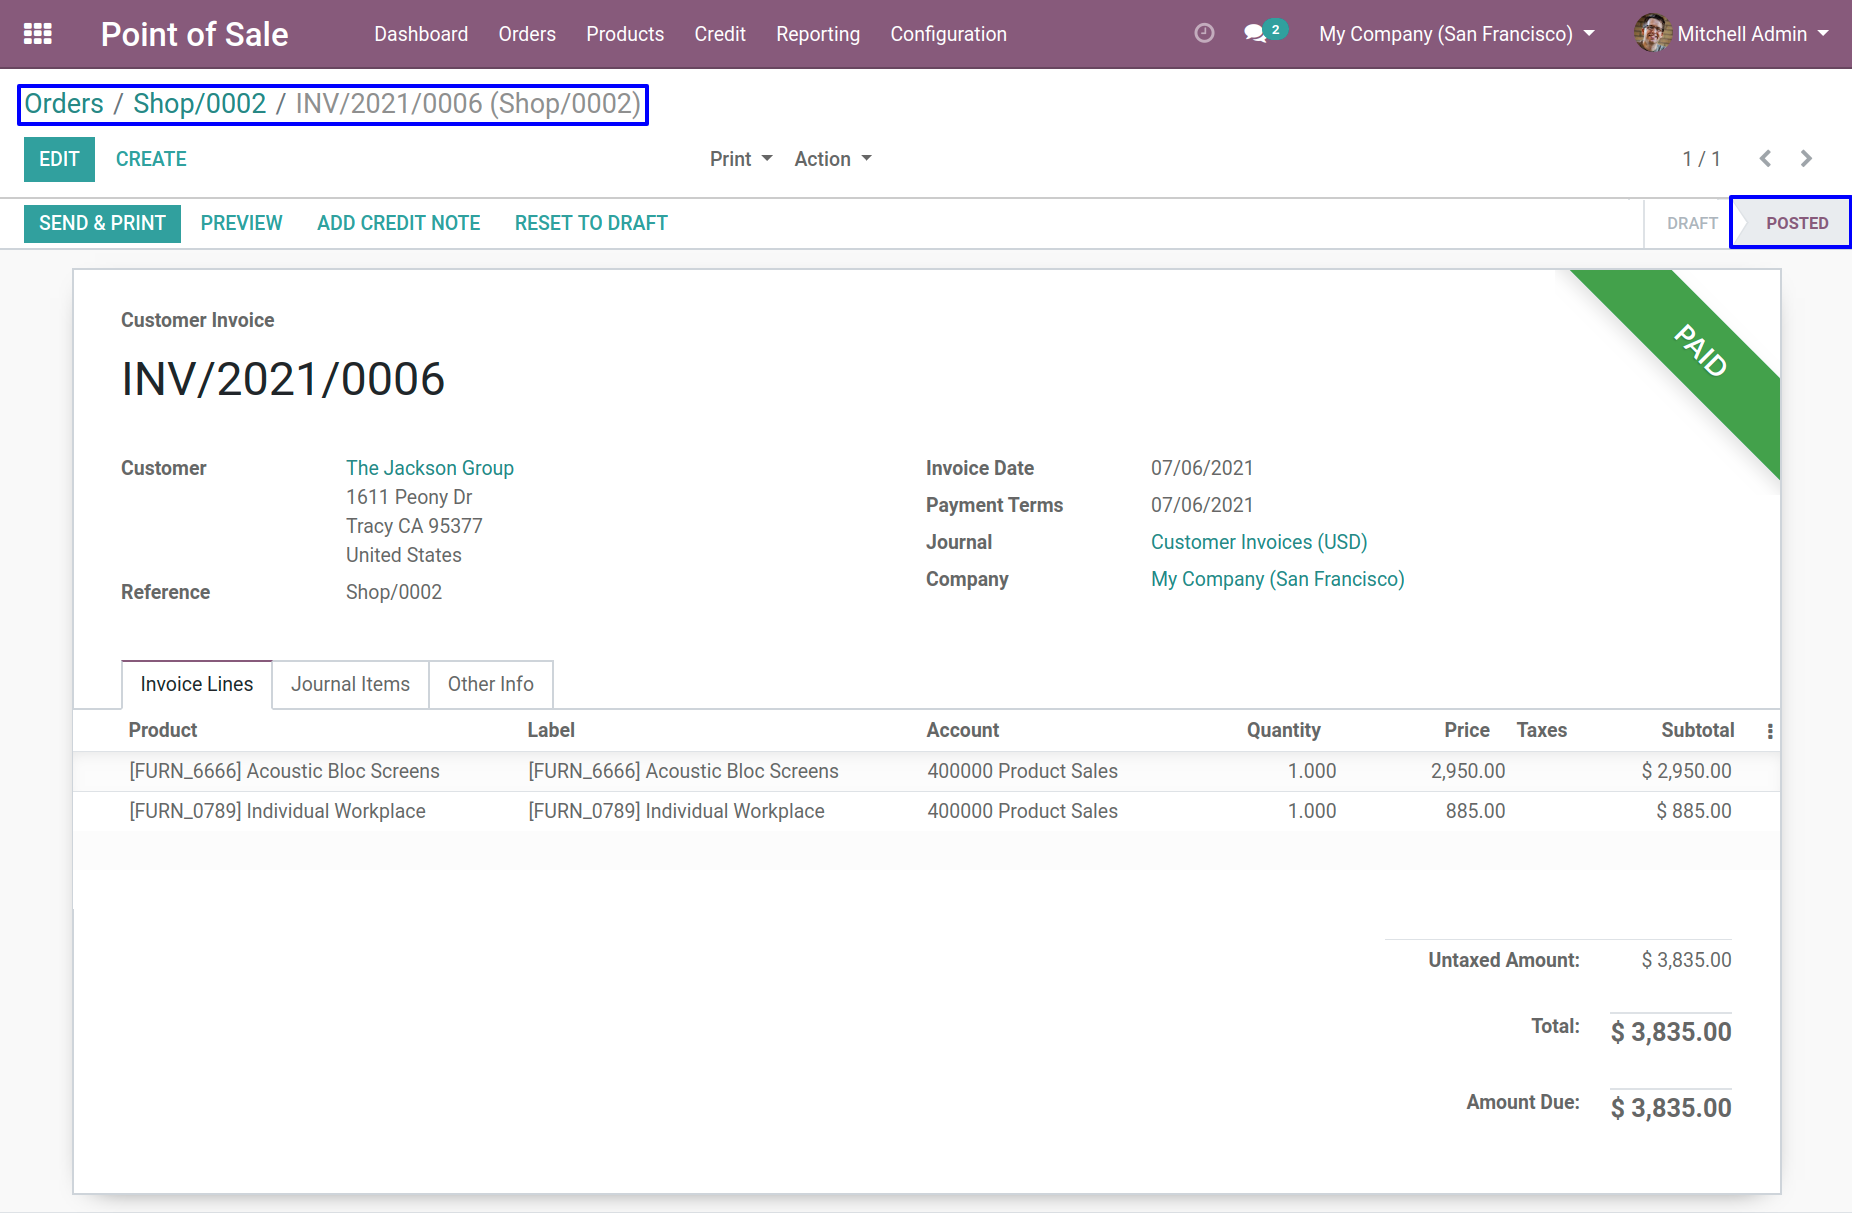 Point of Sale Dashboard Orders Products Credit Reporting Configuration 2 My Company (San Francisco) Mitchell Admin
Orders / Shop/0002 / INV/2021/0006 (Shop/0002)
EDIT CREATE Print Action 1 / 1
SEND & PRINT PREVIEW ADD CREDIT NOTE RESET TO DRAFT DRAFT POSTED
Customer Invoice
PAID
INV/2021/0006
Customer The Jackson Group Invoice Date 07/06/2021
1611 Peony Dr Payment Terms 07/06/2021
Tracy CA 95377 Journal Customer Invoices (USD)
United States Company My Company (San Francisco)
Reference Shop/0002
Invoice Lines Journal Items Other Info
Product Label Account Quantity Price Taxes Subtotal
[FURN_6666] Acoustic Bloc Screens [FURN_6666] Acoustic Bloc Screens 400000 Product Sales 1.000 2,950.00 $ 2,950.00
[FURN_0789] Individual Workplace [FURN_0789] Individual Workplace 400000 Product Sales 1.000 885.00 $ 885.00
Untaxed Amount: $ 3,835.00
Total: $ 3,835.00
Amount Due: $ 3,835.00